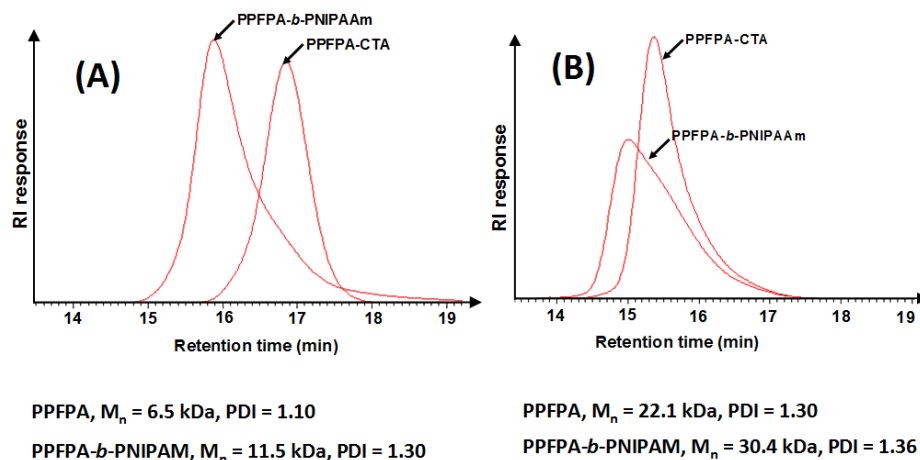 PPFPA-b-PNIPAAm
PPFPA-CTA
(A)
RI response
14 15 16 17 18 19
Retention time (min)
PPFPA, Mn = 6.5 kDa, PDI = 1.10
PPFPA-b-PNIPAM, Mn = 11.5 kDa, PDI = 1.30
PPFPA-CTA
(B)
PPFPA-b-PNIPAAm
RI response
14 15 16 17 18 19
Retention time (min)
PPFPA, Mn = 22.1 kDa, PDI = 1.30
PPFPA-b-PNIPAM, Mn = 30.4 kDa, PDI = 1.36